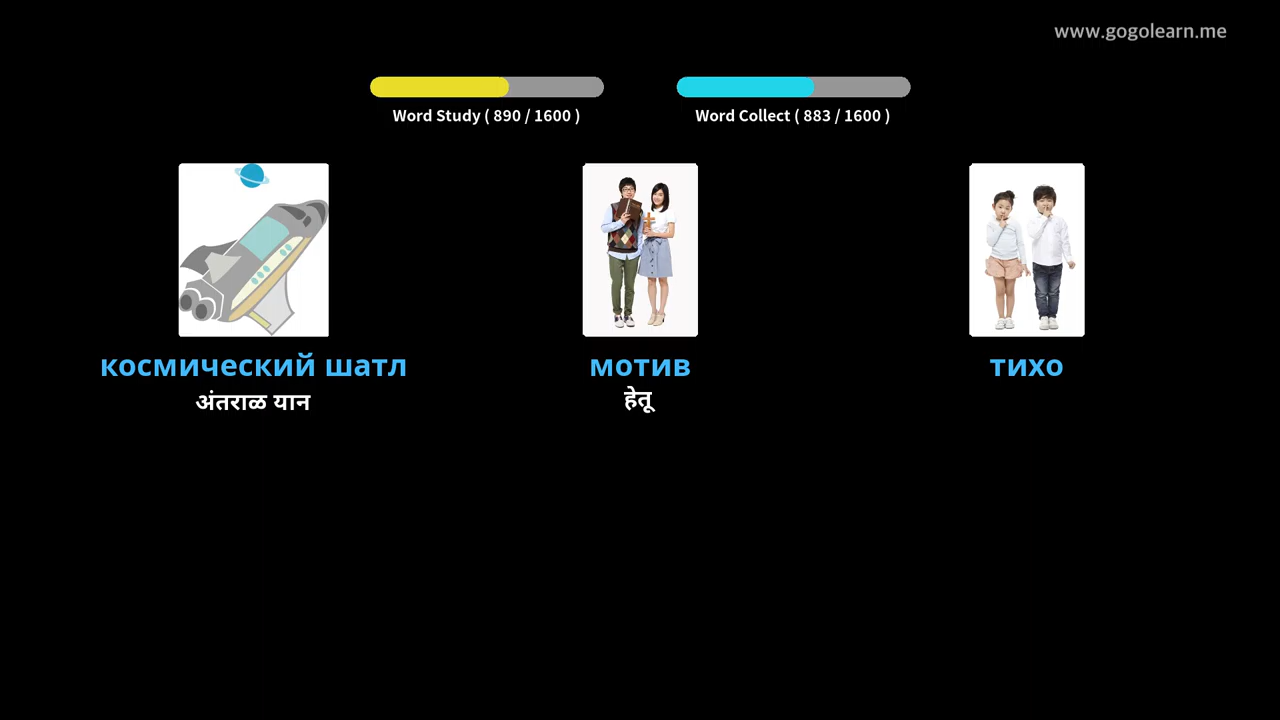 www.gogolearn.me
Word Study ( 890 / 1600 )
Word Collect ( 883 / 1600 )
космический шатл
мотив
тихо
अंतराळ यान
हेतू